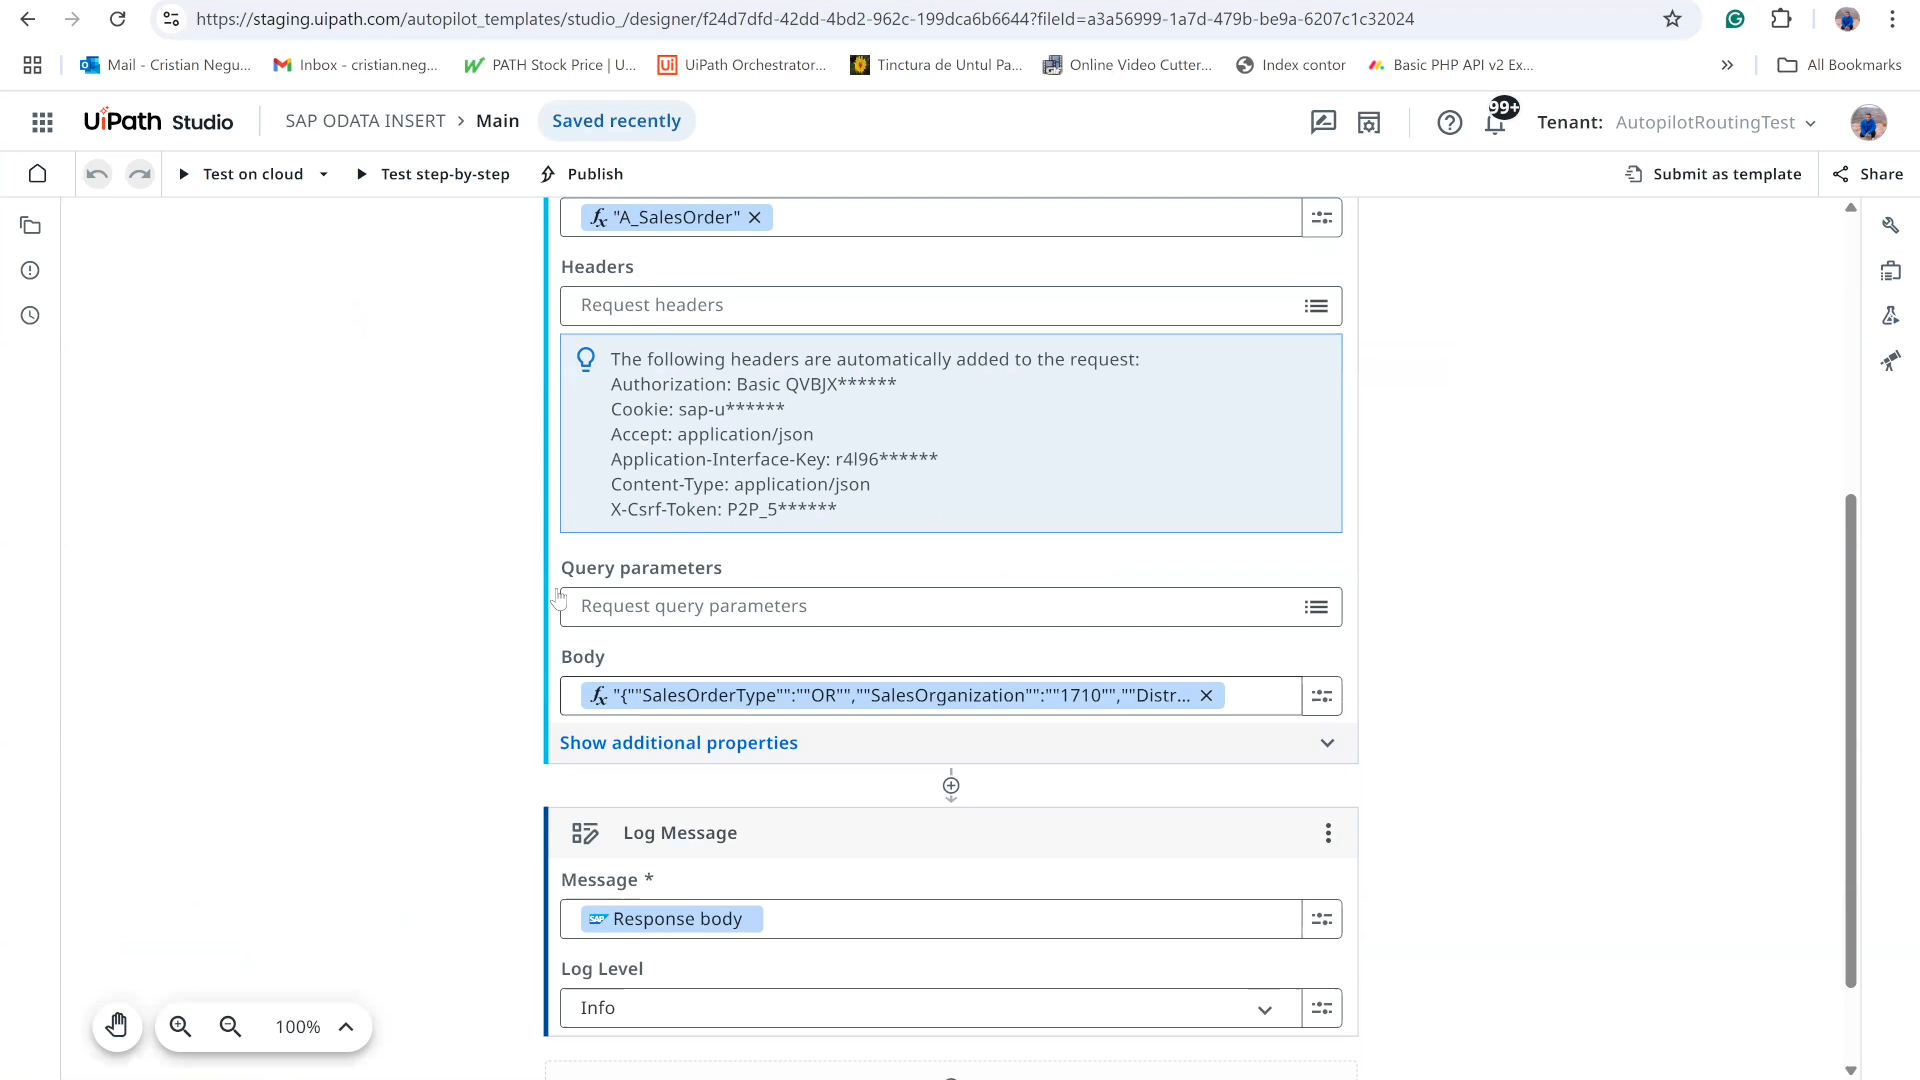 https://staging.uipath.com/autopilot_templates/studio_/designer/f24d7dfd-42dd-4bd2-962c-199dca6b6644?fileId=a3a56999-1a7d-479b-be9a-6207c1c32024
Mail - Cristian Negu...
Inbox - cristian.neg...
PATH Stock Price | U...
UiPath Orchestrator...
Tinctura de Untul Pa...
Online Video Cutter...
Index contor
Basic PHP API v2 Ex...
All Bookmarks
UiPath Studio
SAP ODATA INSERT > Main
Saved recently
99+
Tenant: AutopilotRoutingTest
Test on cloud
Test step-by-step
Publish
Submit as template
Share
fx "A_SalesOrder"
Headers
Request headers
The following headers are automatically added to the request:
Authorization: Basic QVBJX******
Cookie: sap-u******
Accept: application/json
Application-Interface-Key: r4l96******
Content-Type: application/json
X-Csrf-Token: P2P_5******
Query parameters
Request query parameters
Body
fx "{""SalesOrderType"":""OR"",""SalesOrganization"":""1710"",""Distr...
Show additional properties
Log Message
Message *
SAP Response body
Log Level
Info
100%